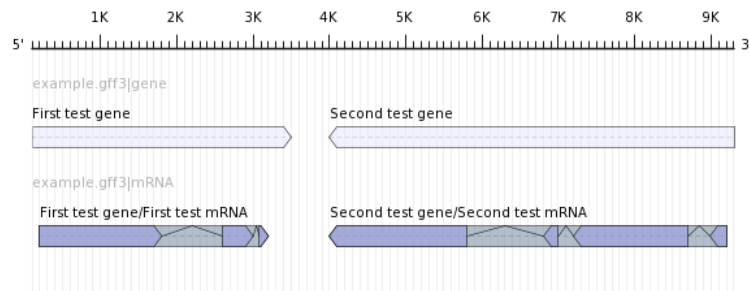 1K 2K 3K 4K 5K 6K 7K 8K 9K
5' 3
example.gff3|gene
First test gene Second test gene
example.gff3|mRNA
First test gene/First test mRNA Second test gene/Second test mRNA